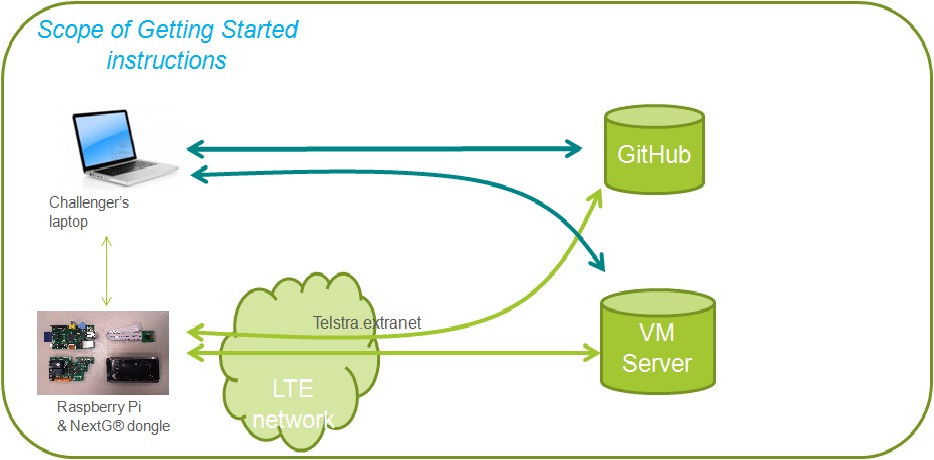 Scope of Getting Started
instructions
GitHub
Challenger's
laptop
Telstra.extranet
VM
Server
LTE
network
Raspberry Pi
& NextG® dongle